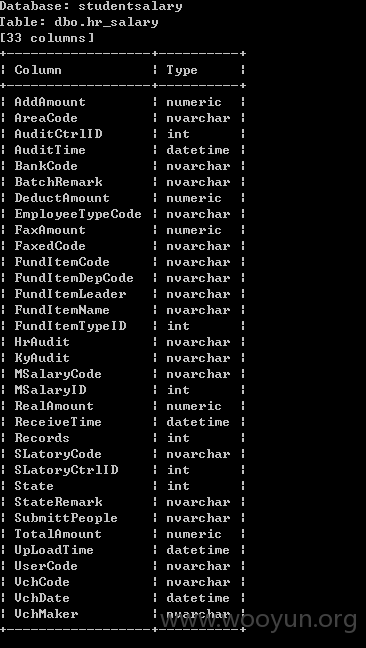 Database: studentsalary
Table: dbo.hr_salary
[33 columns]
+------------------+----------+
| Column | Type |
+------------------+----------+
| AddAmount | numeric |
| AreaCode | nvarchar |
| AuditCtrlID | int |
| AuditTime | datetime |
| BankCode | nvarchar |
| BatchRemark | nvarchar |
| DeductAmount | numeric |
| EmployeeTypeCode | nvarchar |
| FaxAmount | numeric |
| FaxedCode | nvarchar |
| FundItemCode | nvarchar |
| FundItemDepCode | nvarchar |
| FundItemLeader | nvarchar |
| FundItemName | nvarchar |
| FundItemTypeID | int |
| HrAudit | nvarchar |
| KyAudit | nvarchar |
| MSalaryCode | nvarchar |
| MSalaryID | int |
| RealAmount | numeric |
| ReceiveTime | datetime |
| Records | int |
| SLatoryCode | nvarchar |
| SLatoryCtrlID | int |
| State | int |
| StateRemark | nvarchar |
| SubmittPeople | nvarchar |
| TotalAmount | numeric |
| UpLoadTime | datetime |
| UserCode | nvarchar |
| VchCode | nvarchar |
| VchDate | datetime |
| VchMaker | nvarchar |
+------------------+----------+
www.wooyun.org